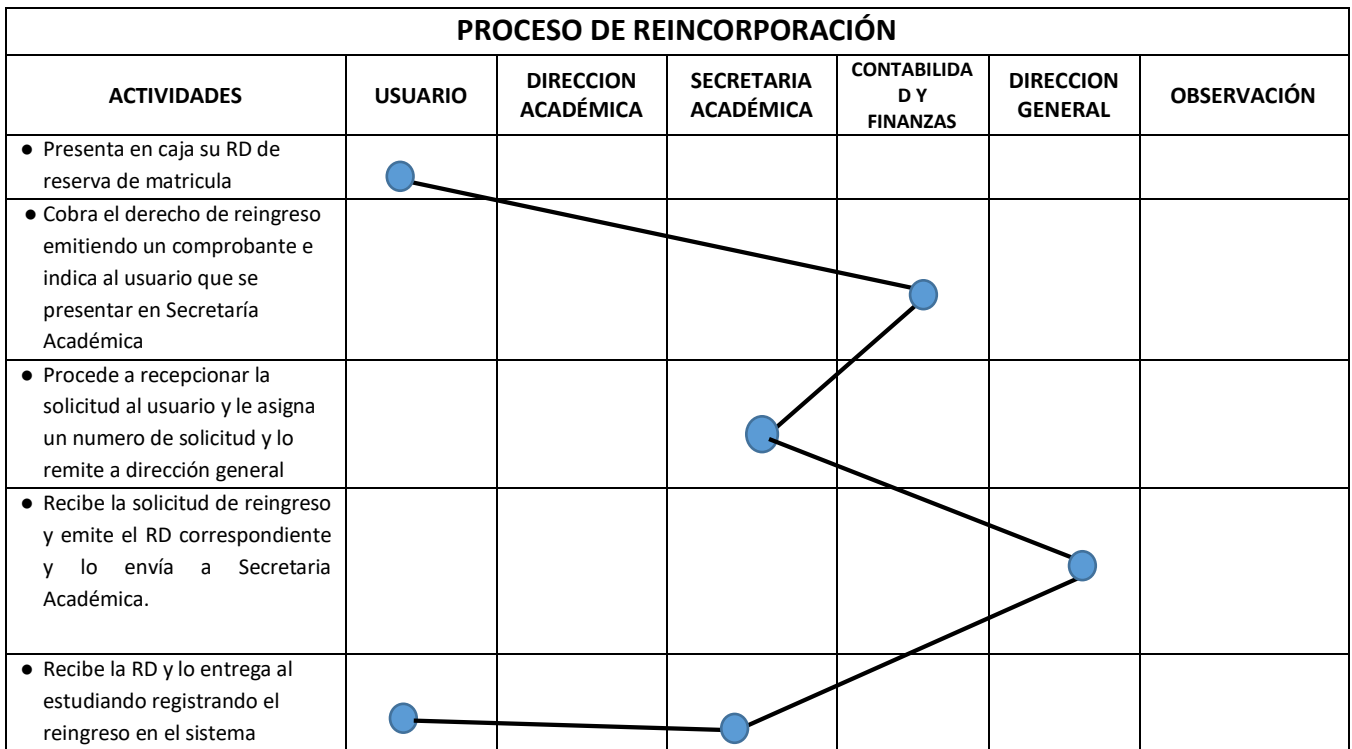 PROCESO DE REINCORPORACIÓN
ACTIVIDADES
USUARIO
DIRECCION
ACADÉMICA
SECRETARIA
ACADÉMICA
CONTABILIDA
D Y
FINANZAS
DIRECCION
GENERAL
OBSERVACIÓN
● Presenta en caja su RD de
reserva de matricula
● Cobra el derecho de reingreso
emitiendo un comprobante e
indica al usuario que se
presentar en Secretaría
Académica
● Procede a recepcionar la
solicitud al usuario y le asigna
un numero de solicitud y lo
remite a dirección general
● Recibe la solicitud de reingreso
y emite el RD correspondiente
y lo envía a Secretaria
Académica.
● Recibe la RD y lo entrega al
estudiando registrando el
reingreso en el sistema